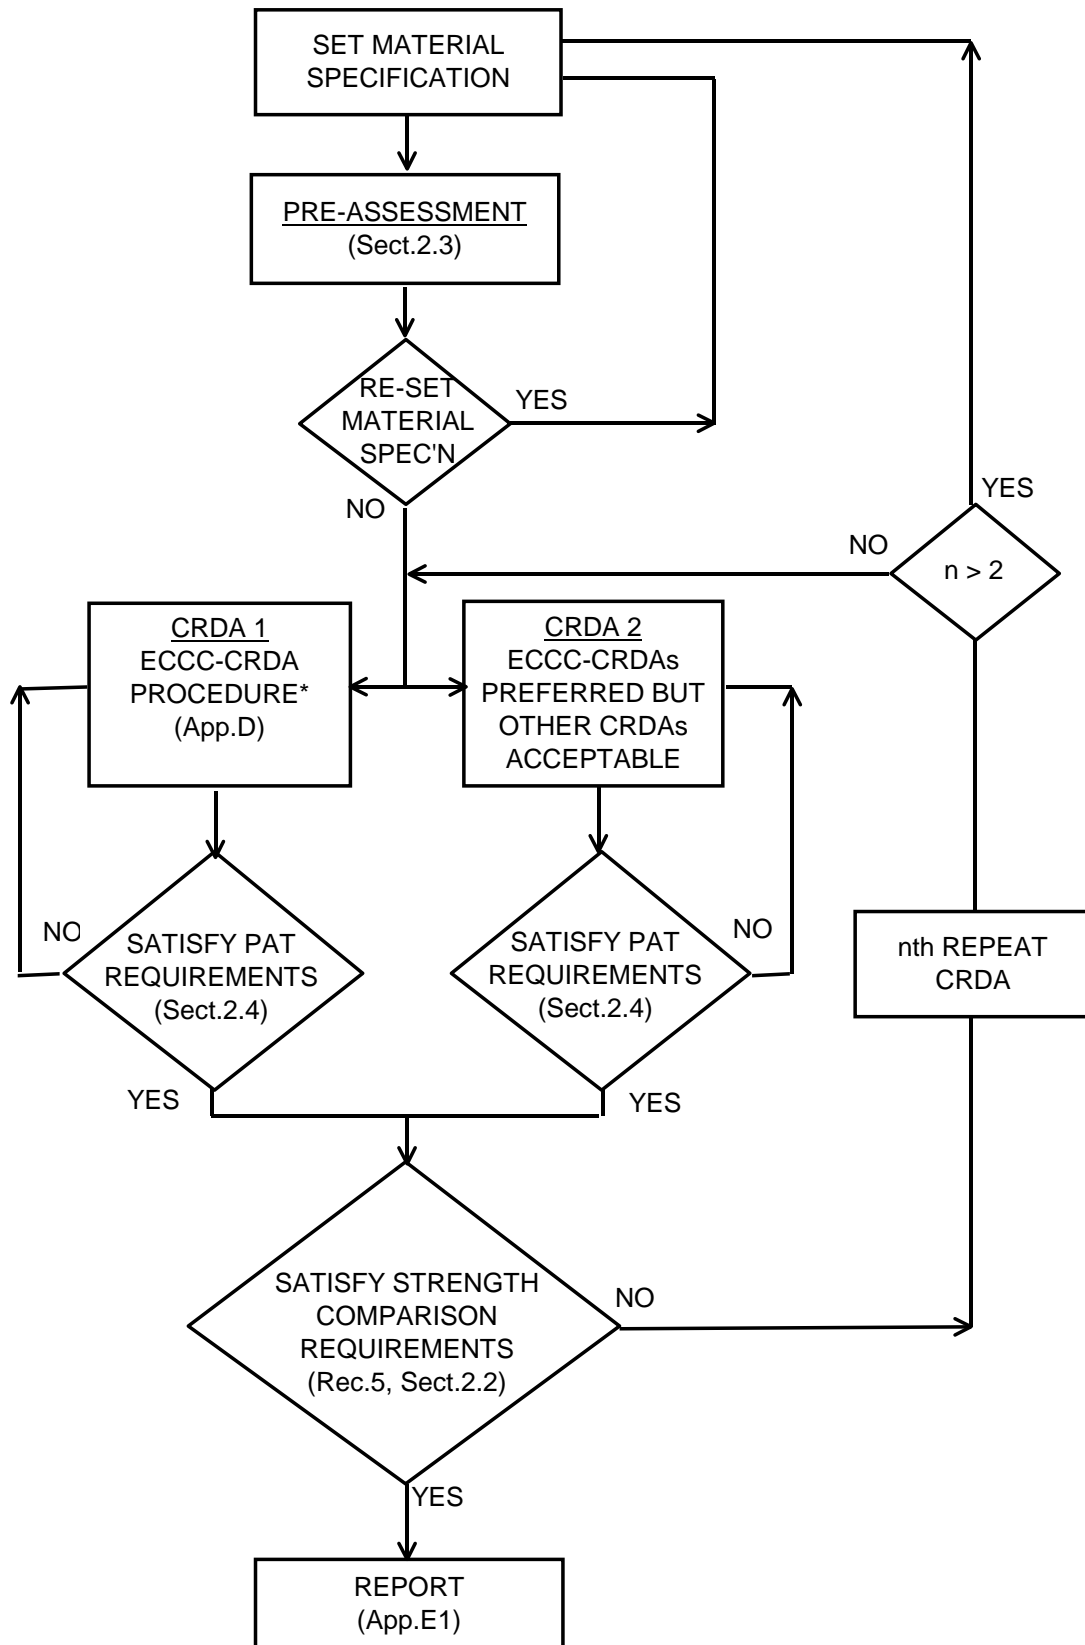 SET MATERIAL
SPECIFICATION
PRE-ASSESSMENT
(Sect.2.3)
RE-SET
MATERIAL
SPEC'N
YES
NO
YES
NO
n > 2
CRDA 1
ECCC-CRDA
PROCEDURE*
(App.D)
CRDA 2
ECCC-CRDAs
PREFERRED BUT
OTHER CRDAs
ACCEPTABLE
NO
SATISFY PAT
REQUIREMENTS
(Sect.2.4)
YES
SATISFY PAT
REQUIREMENTS
(Sect.2.4)
NO
YES
nth REPEAT
CRDA
SATISFY STRENGTH
COMPARISON
REQUIREMENTS
(Rec.5, Sect.2.2)
NO
YES
REPORT
(App.E1)